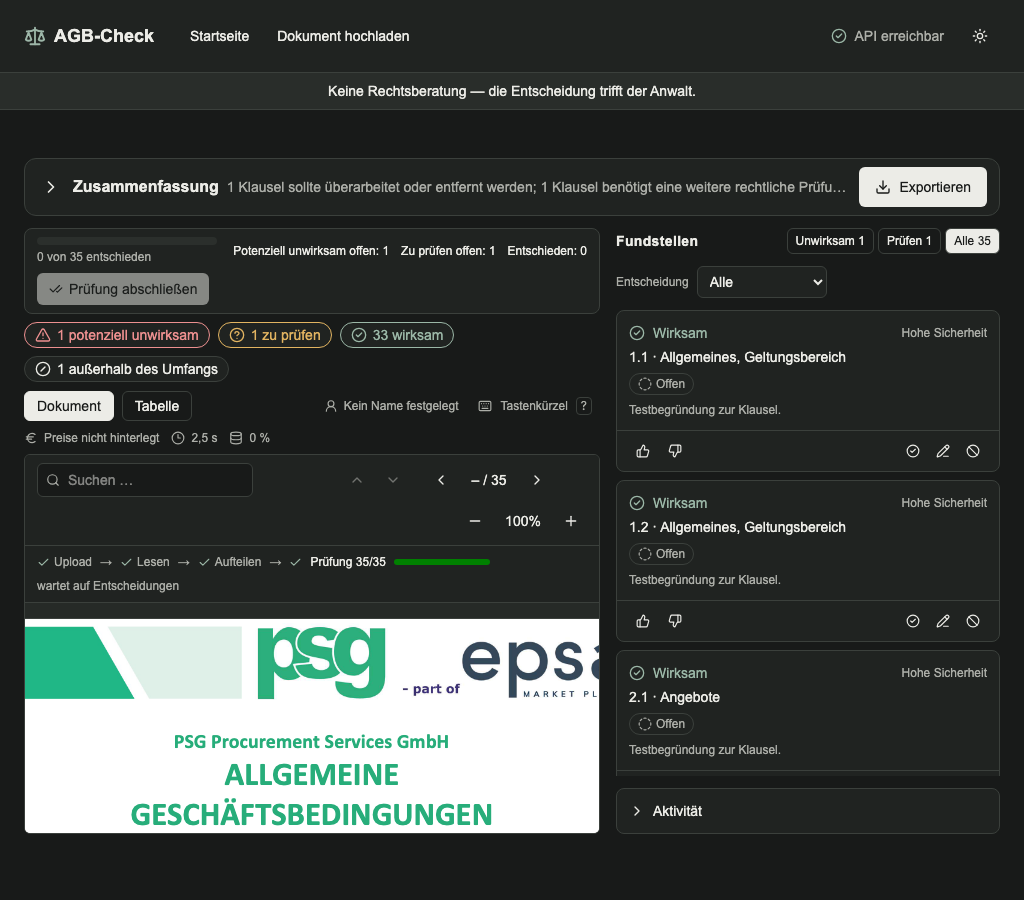 AGB-Check
Startseite
Dokument hochladen
API erreichbar
Keine Rechtsberatung — die Entscheidung trifft der Anwalt.
Zusammenfassung
1 Klausel sollte überarbeitet oder entfernt werden; 1 Klausel benötigt eine weitere rechtliche Prüfu…
Exportieren
0 von 35 entschieden
Potenziell unwirksam offen: 1
Zu prüfen offen: 1
Entschieden: 0
Prüfung abschließen
1 potenziell unwirksam
1 zu prüfen
33 wirksam
1 außerhalb des Umfangs
Dokument
Tabelle
Kein Name festgelegt
Tastenkürzel
?
€ Preise nicht hinterlegt
2,5 s
0 %
Suchen …
– / 35
100%
Upload → Lesen → Aufteilen → Prüfung 35/35
wartet auf Entscheidungen
psg
- part of
epsa
MARKET PL
PSG Procurement Services GmbH
ALLGEMEINE
GESCHÄFTSBEDINGUNGEN
Fundstellen
Unwirksam 1
Prüfen 1
Alle 35
Entscheidung
Alle
Wirksam
Hohe Sicherheit
1.1 · Allgemeines, Geltungsbereich
Offen
Testbegründung zur Klausel.
Wirksam
Hohe Sicherheit
1.2 · Allgemeines, Geltungsbereich
Offen
Testbegründung zur Klausel.
Wirksam
Hohe Sicherheit
2.1 · Angebote
Offen
Testbegründung zur Klausel.
Aktivität